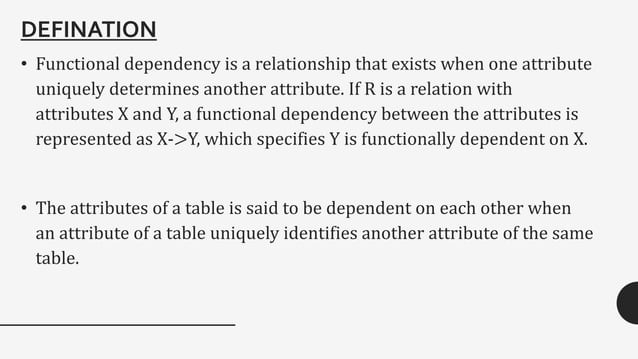 DEFINATION
• Functional dependency is a relationship that exists when one attribute
uniquely determines another attribute. If R is a relation with
attributes X and Y, a functional dependency between the attributes is
represented as X->Y, which specifies Y is functionally dependent on X.
• The attributes of a table is said to be dependent on each other when
an attribute of a table uniquely identifies another attribute of the same
table.